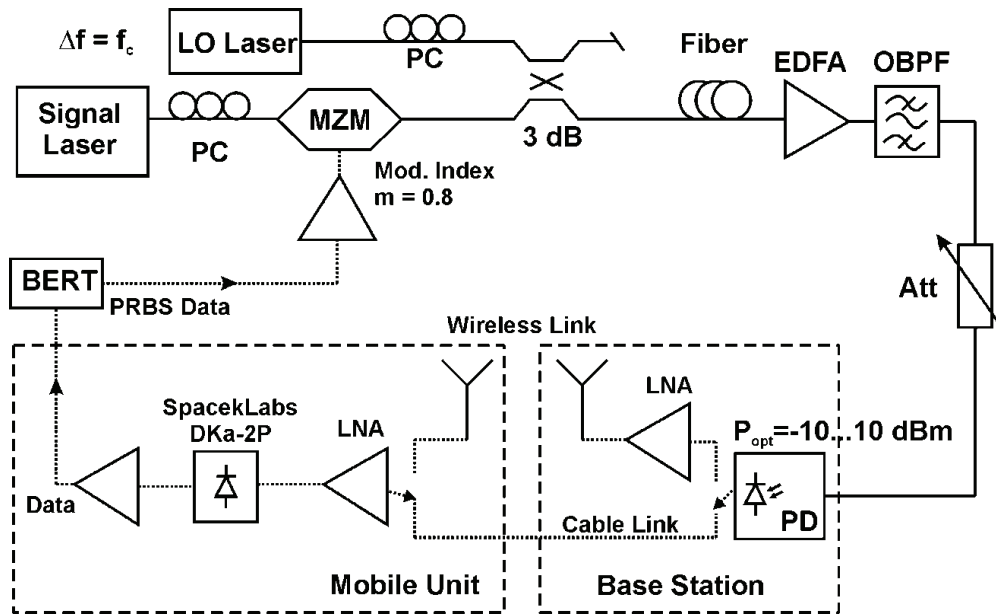 Δf = fc
LO Laser
PC
Fiber
EDFA
OBPF
Signal
Laser
PC
MZM
3 dB
Mod. Index
m = 0.8
BERT
PRBS Data
Att
Wireless Link
SpacekLabs
DKa-2P
LNA
LNA
Popt=-10...10 dBm
Data
Cable Link
PD
Mobile Unit
Base Station